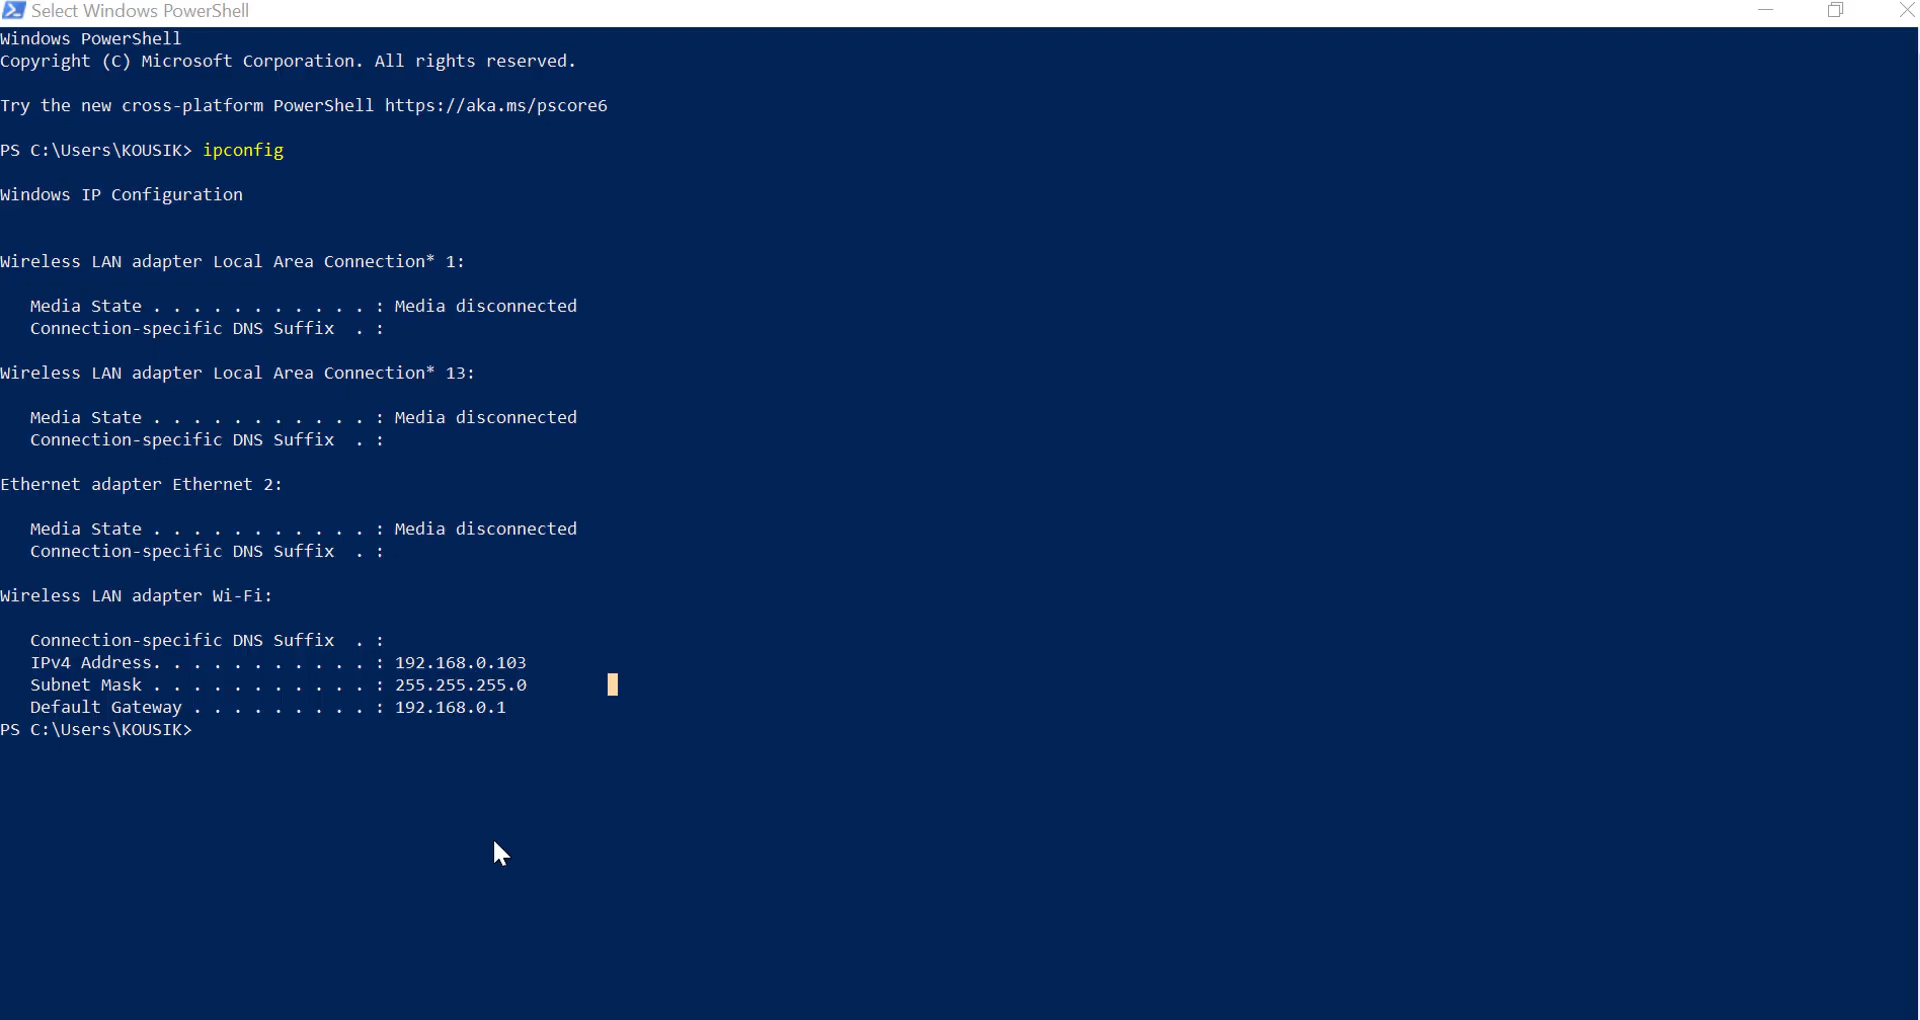 Select Windows PowerShell
Windows PowerShell
Copyright (C) Microsoft Corporation. All rights reserved.
Try the new cross-platform PowerShell https://aka.ms/pscore6
PS C:\Users\KOUSIK> ipconfig
Windows IP Configuration
Wireless LAN adapter Local Area Connection* 1:
   Media State . . . . . . . . . . . : Media disconnected
   Connection-specific DNS Suffix  . :
Wireless LAN adapter Local Area Connection* 13:
   Media State . . . . . . . . . . . : Media disconnected
   Connection-specific DNS Suffix  . :
Ethernet adapter Ethernet 2:
   Media State . . . . . . . . . . . : Media disconnected
   Connection-specific DNS Suffix  . :
Wireless LAN adapter Wi-Fi:
   Connection-specific DNS Suffix  . :
   IPv4 Address. . . . . . . . . . . : 192.168.0.103
   Subnet Mask . . . . . . . . . . . : 255.255.255.0
   Default Gateway . . . . . . . . . : 192.168.0.1
PS C:\Users\KOUSIK>